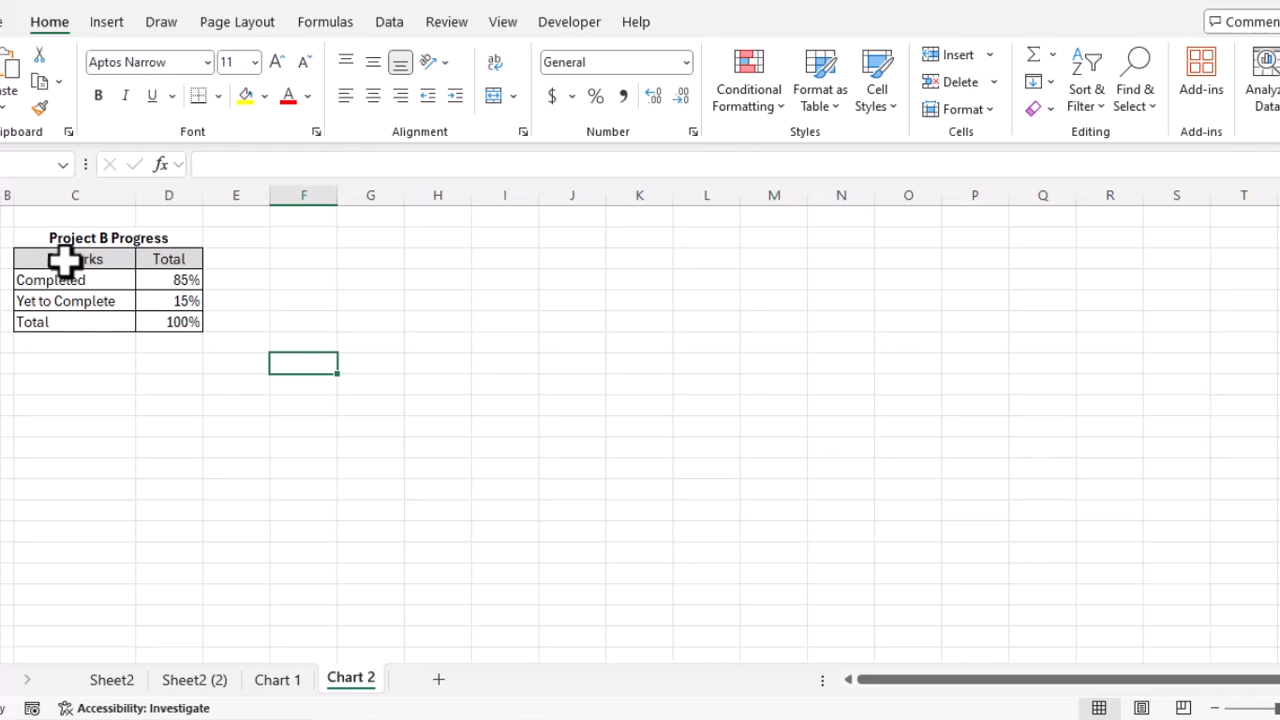 Home Insert Draw Page Layout Formulas Data Review View Developer Help
Aptos Narrow 11 General
B I U A $ %
Conditional Formatting
Format as Table
Cell Styles
Insert
Delete
Format
Sort & Filter
Find & Select
Add-ins
Font Alignment Number Styles Cells Editing Add-ins
fx
B C D E F G H I J K L M N O P Q R S T
Project B Progress
Total
Completed 85%
Yet to Complete 15%
Total 100%
Sheet2 Sheet2 (2) Chart 1 Chart 2
Accessibility: Investigate